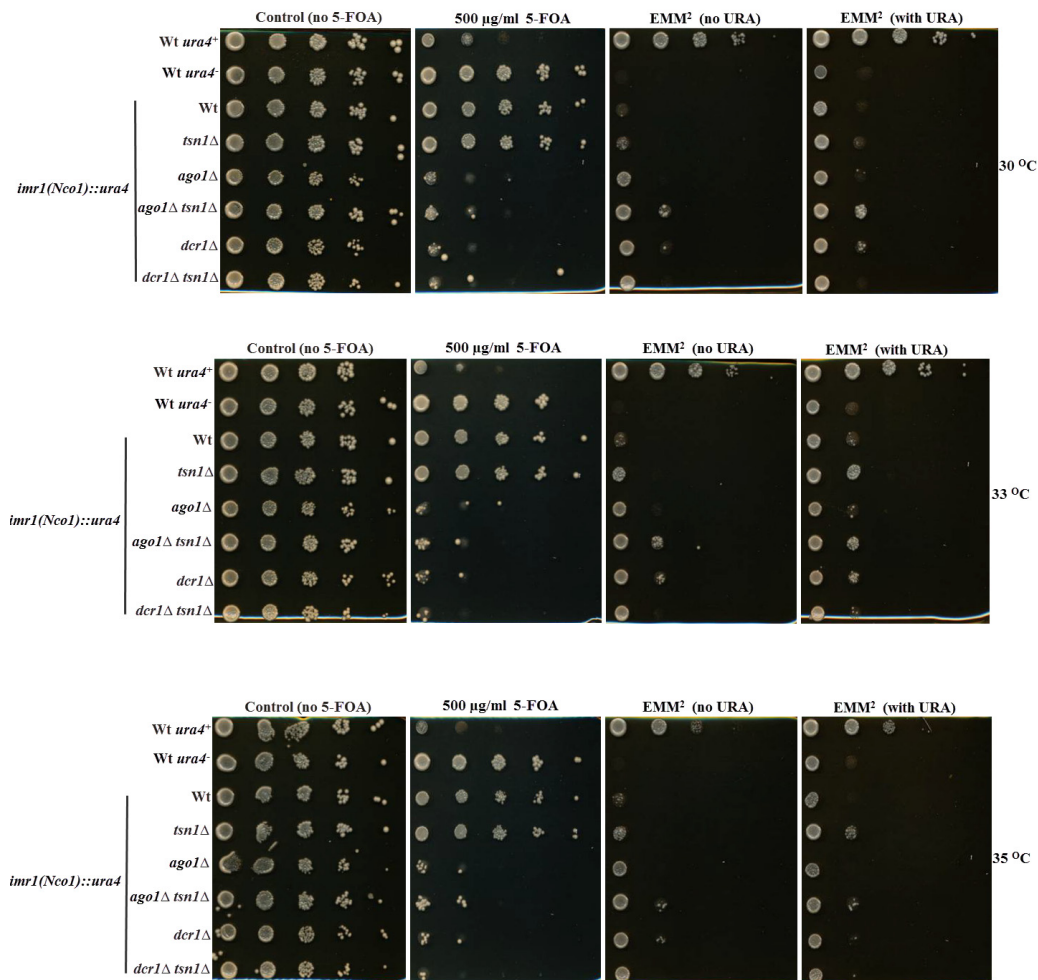 Control (no 5-FOA) 500 µg/ml 5-FOA EMM² (no URA) EMM² (with URA)
Wt ura4⁺
Wt ura4⁻
Wt
tsn1Δ
ago1Δ
imr1(Nco1)::ura4
ago1Δ tsn1Δ
dcr1Δ
dcr1Δ tsn1Δ
30 ᴼC
Control (no 5-FOA) 500 µg/ml 5-FOA EMM² (no URA) EMM² (with URA)
Wt ura4⁺
Wt ura4⁻
Wt
tsn1Δ
ago1Δ
imr1(Nco1)::ura4
ago1Δ tsn1Δ
dcr1Δ
dcr1Δ tsn1Δ
33 ᴼC
Control (no 5-FOA) 500 µg/ml 5-FOA EMM² (no URA) EMM² (with URA)
Wt ura4⁺
Wt ura4⁻
Wt
tsn1Δ
ago1Δ
imr1(Nco1)::ura4
ago1Δ tsn1Δ
dcr1Δ
dcr1Δ tsn1Δ
35 ᴼC